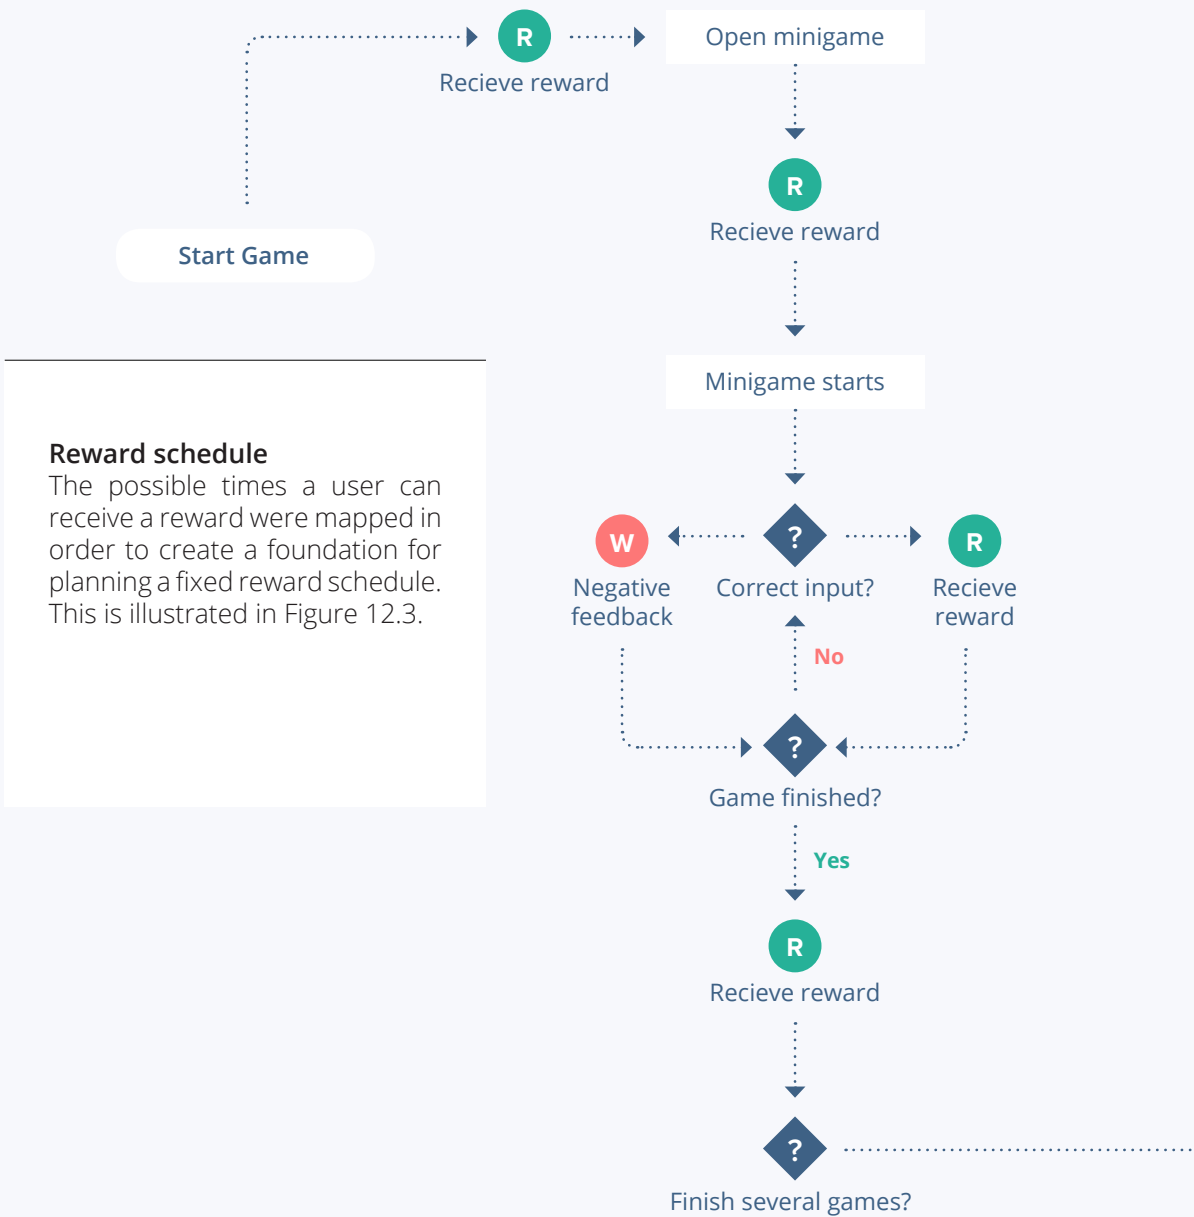 R
Recieve reward
Open minigame
R
Recieve reward
Start Game
Minigame starts
Reward schedule
The possible times a user can
receive a reward were mapped in
order to create a foundation for
planning a fixed reward schedule.
This is illustrated in Figure 12.3.
W
Negative
feedback
?
Correct input?
R
Recieve
reward
No
?
Game finished?
Yes
R
Recieve reward
?
Finish several games?